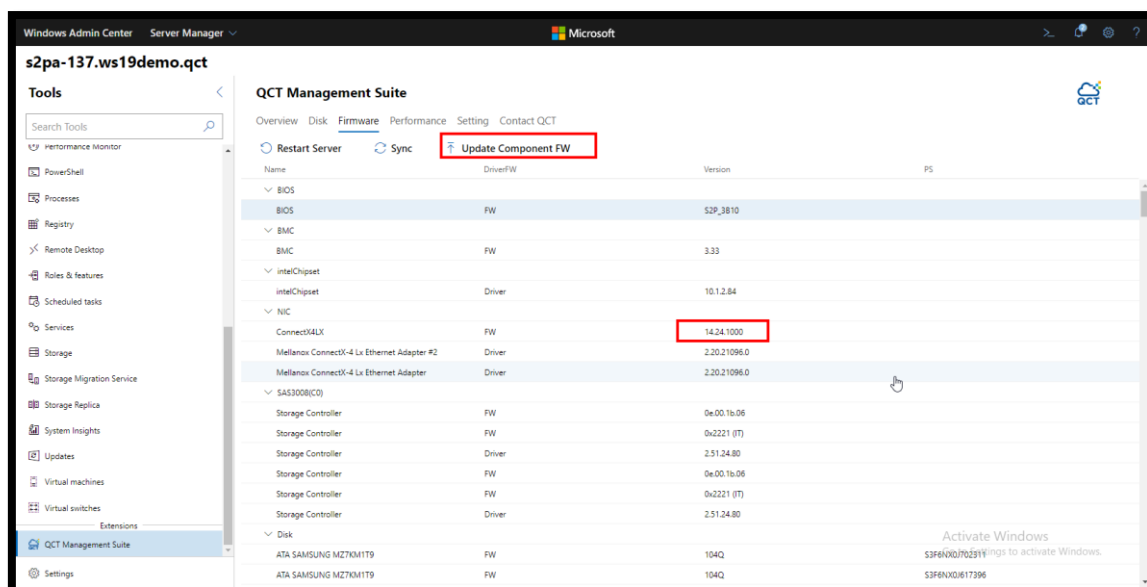 Windows Admin Center Server Manager Microsoft
s2pa-137.ws19demo.qct
Tools
Search Tools
Performance Monitor
PowerShell
Processes
Registry
Remote Desktop
Roles & features
Scheduled tasks
Services
Storage
Storage Migration Service
Storage Replica
System Insights
Updates
Virtual machines
Virtual switches
Extensions
QCT Management Suite
Settings
QCT Management Suite
QCT
Overview Disk Firmware Performance Setting Contact QCT
Restart Server Sync Update Component FW
Name DriverFW Version PS
BIOS
BIOS FW S2P_3B10
BMC
BMC FW 3.33
intelChipset
intelChipset Driver 10.1.2.84
NIC
ConnectX4LX FW 14.24.1000
Mellanox ConnectX-4 Lx Ethernet Adapter #2 Driver 2.20.21096.0
Mellanox ConnectX-4 Lx Ethernet Adapter Driver 2.20.21096.0
SAS3008(C0)
Storage Controller FW 0e.00.1b.06
Storage Controller FW 0x2221 (IT)
Storage Controller Driver 2.51.24.80
Storage Controller FW 0e.00.1b.06
Storage Controller FW 0x2221 (IT)
Storage Controller Driver 2.51.24.80
Disk
Activate Windows
ATA SAMSUNG MZ7KM1T9 FW 104Q S3F6NX0J702311
Go to Settings to activate Windows.
ATA SAMSUNG MZ7KM1T9 FW 104Q S3F6NX0J617396